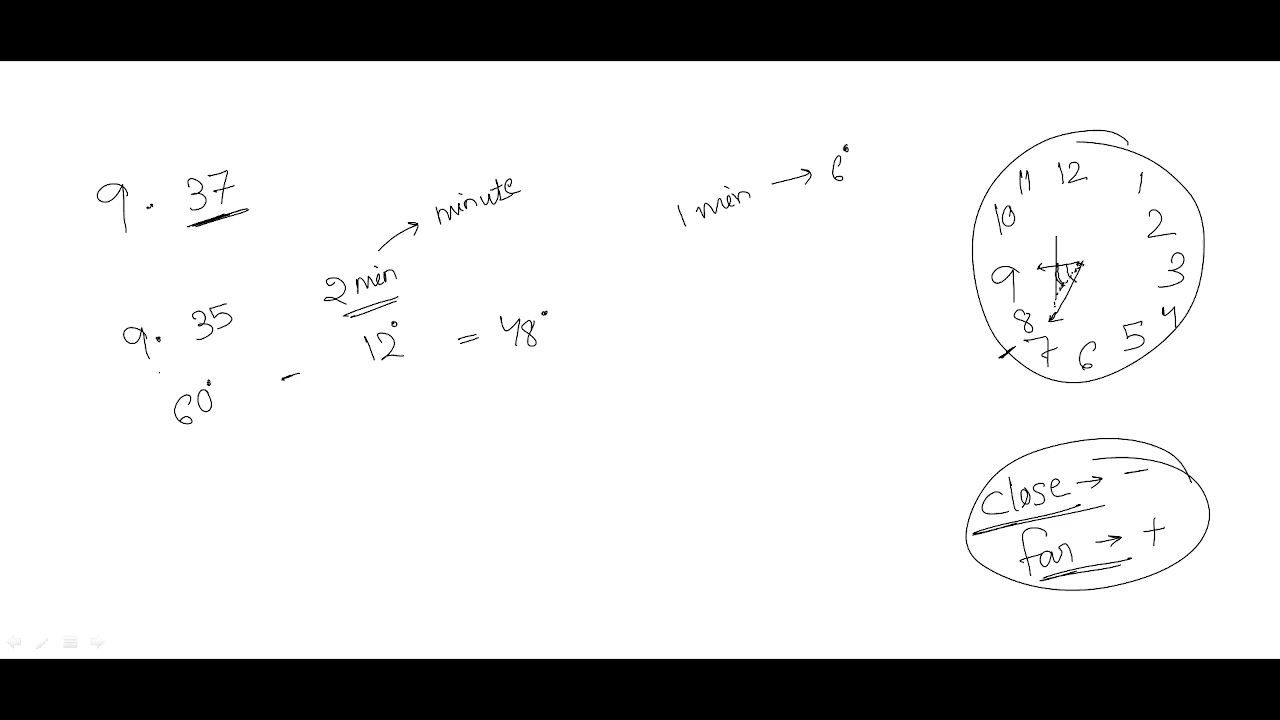 9. 37
2 min → minute
1 min → 6°
9. 35
60° - 12° = 48°
11 12 1
10 2
9 3
8 4
7 6 5
close → -
far → +